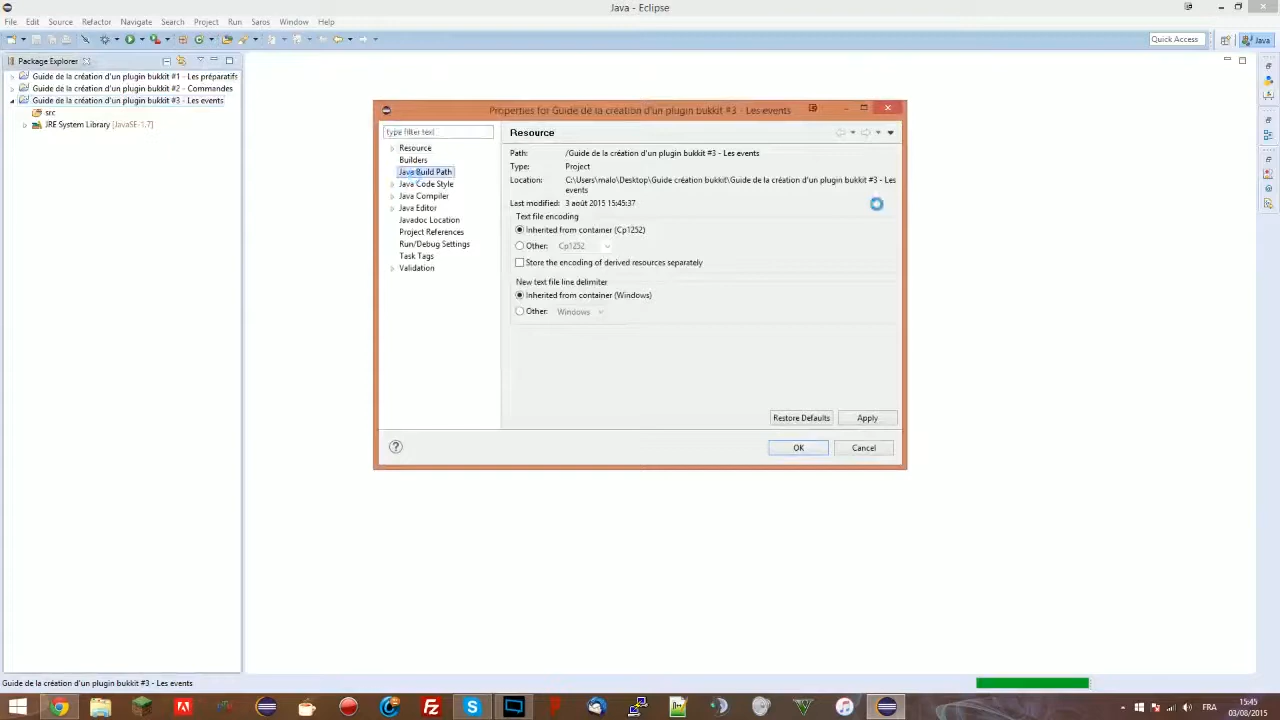 Java - Eclipse
File Edit Source Refactor Navigate Search Project Run Saros Window Help
Quick Access
Java
Package Explorer
Guide de la création d'un plugin bukkit #1 - Les préparatifs
Guide de la création d'un plugin bukkit #2 - Commandes
Guide de la création d'un plugin bukkit #3 - Les events
src
JRE System Library [JavaSE-1.7]
Properties for Guide de la création d'un plugin bukkit #3 - Les events
type filter text
Resource
Builders
Java Build Path
Java Code Style
Java Compiler
Java Editor
Javadoc Location
Project References
Run/Debug Settings
Task Tags
Validation
Resource
Path: /Guide de la création d'un plugin bukkit #3 - Les events
Type: Project
Location: C:\Users\malo\Desktop\Guide création bukkit\Guide de la création d'un plugin bukkit #3 - Les
events
Last modified: 3 août 2015 15:45:37
Text file encoding
Inherited from container (Cp1252)
Other: Cp1252
Store the encoding of derived resources separately
New text file line delimiter
Inherited from container (Windows)
Other: Windows
Restore Defaults Apply
OK Cancel
Guide de la création d'un plugin bukkit #3 - Les events
FRA
15:45
03/08/2015